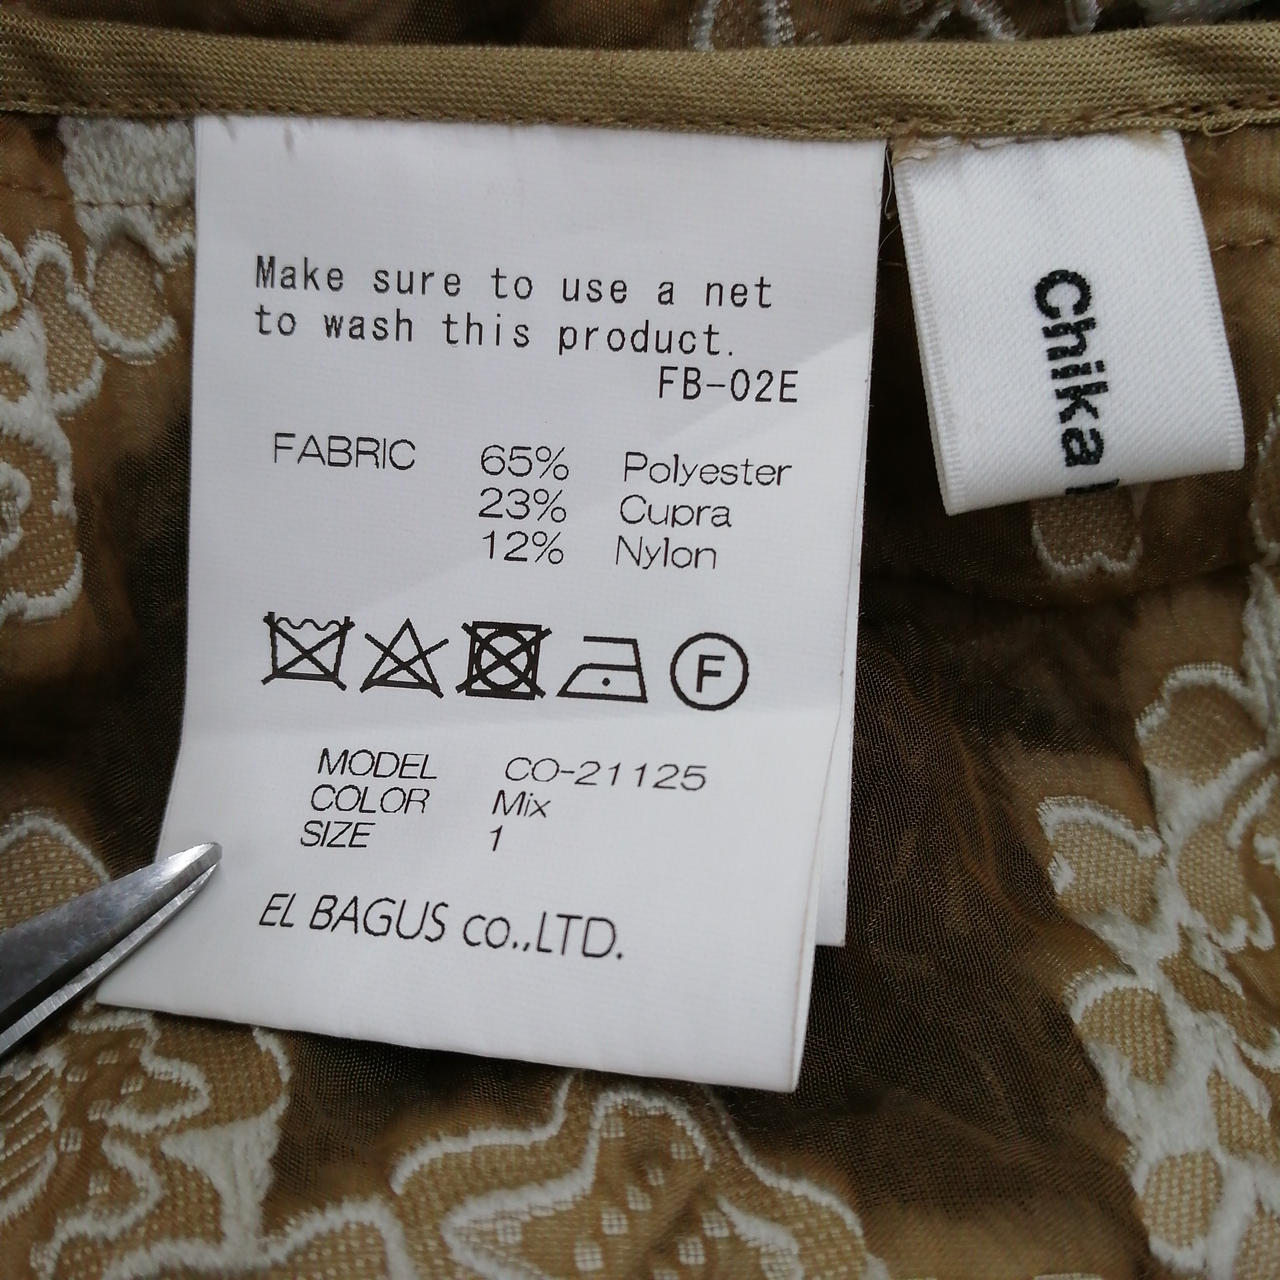 Make sure to use a net
to wash this product.
FB-02E
FABRIC 65% Polyester
23% Cupra
12% Nylon
F
MODEL CO-21125
COLOR Mix
SIZE 1
EL BAGUS CO.,LTD.
Chika